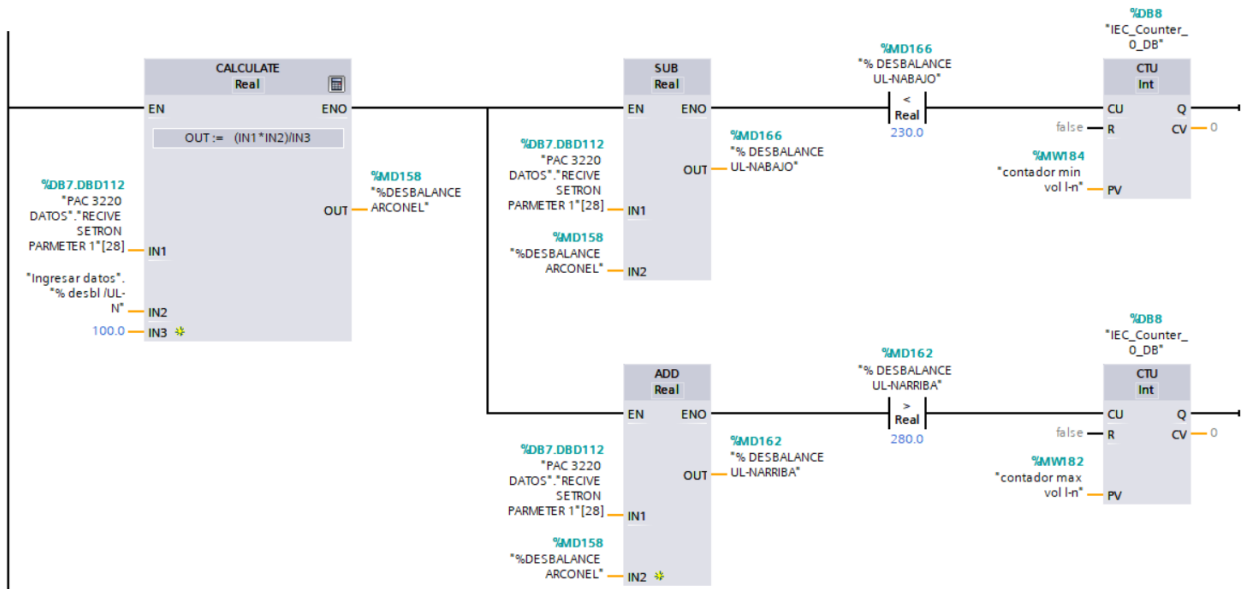 %DB8
"IEC_Counter_
0_DB"
%MD166
"% DESBALANCE
UL-NABAJO"
CALCULATE
Real
SUB
Real
<
Real
230.0
CTU
Int
EN
ENO
EN
ENO
CU
Q
OUT := (IN1*IN2)/IN3
false
R
CV
0
%DB7.DBD112
"PAC 3220
DATOS"."RECIVE
SETRON
PARMETER 1"[28]
IN1
%MD166
"% DESBALANCE
UL-NABAJO"
OUT
%MW184
"contador min
vol l-n"
PV
%DB7.DBD112
"PAC 3220
DATOS"."RECIVE
SETRON
PARMETER 1"[28]
IN1
%MD158
"%DESBALANCE
ARCONEL"
OUT
%MD158
"%DESBALANCE
ARCONEL"
IN2
"Ingresar datos".
"% desbl /UL-
N"
IN2
100.0
IN3
%DB8
"IEC_Counter_
0_DB"
%MD162
"% DESBALANCE
UL-NARRIBA"
ADD
Real
>
Real
280.0
CTU
Int
EN
ENO
CU
Q
false
R
CV
0
%DB7.DBD112
"PAC 3220
DATOS"."RECIVE
SETRON
PARMETER 1"[28]
IN1
%MD162
"% DESBALANCE
UL-NARRIBA"
OUT
%MW182
"contador max
vol l-n"
PV
%MD158
"%DESBALANCE
ARCONEL"
IN2